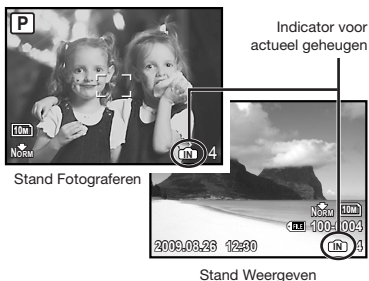 P
Indicator voor
actueel geheugen
10M
NORM
IN 4
Stand Fotograferen
NORM 10M
FILE 100-0004
2009.08.26 12:30 IN 4
Stand Weergeven